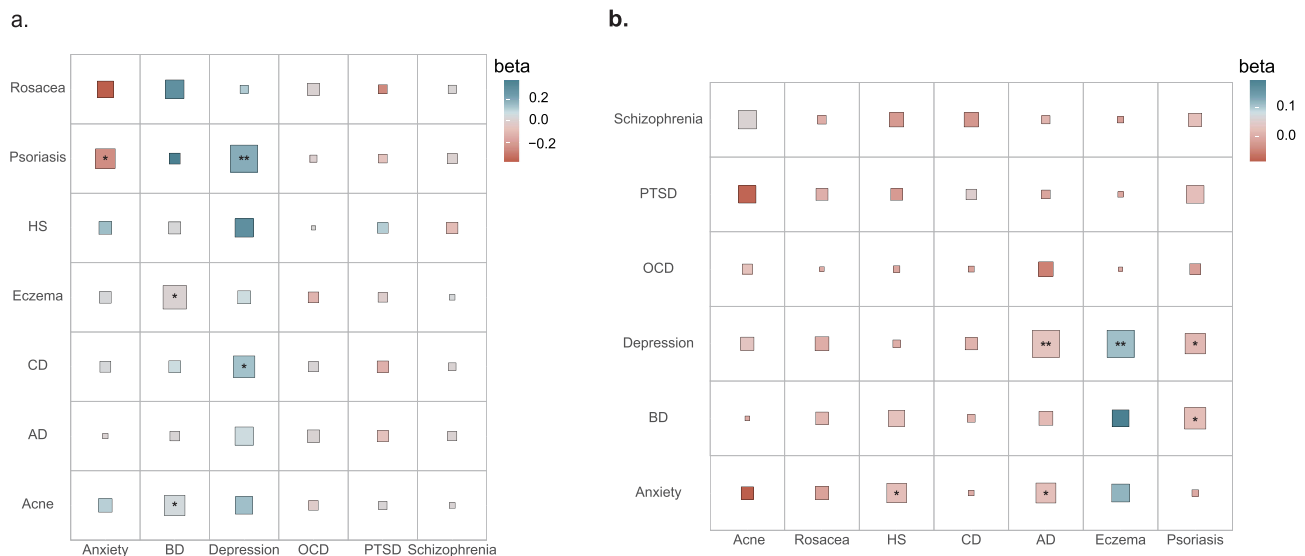 a.
beta
0.2
0.0
−0.2
Rosacea
Psoriasis * **
HS
Eczema *
CD *
AD
Acne *
Anxiety BD Depression OCD PTSD Schizophrenia
b.
beta
0.1
0.0
Schizophrenia
PTSD
OCD
Depression ** ** *
BD *
Anxiety * *
Acne Rosacea HS CD AD Eczema Psoriasis